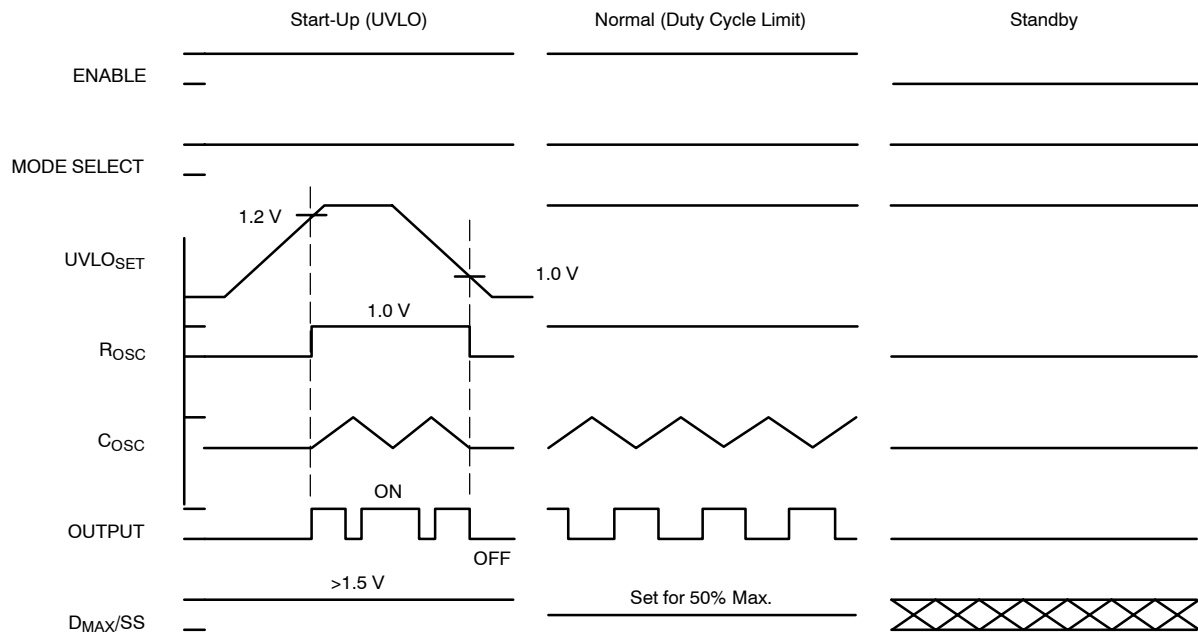 Start-Up (UVLO)
Normal (Duty Cycle Limit)
Standby
ENABLE
MODE SELECT
1.2 V
UVLOSET
1.0 V
1.0 V
ROSC
COSC
ON
OUTPUT
OFF
>1.5 V
Set for 50% Max.
DMAX/SS